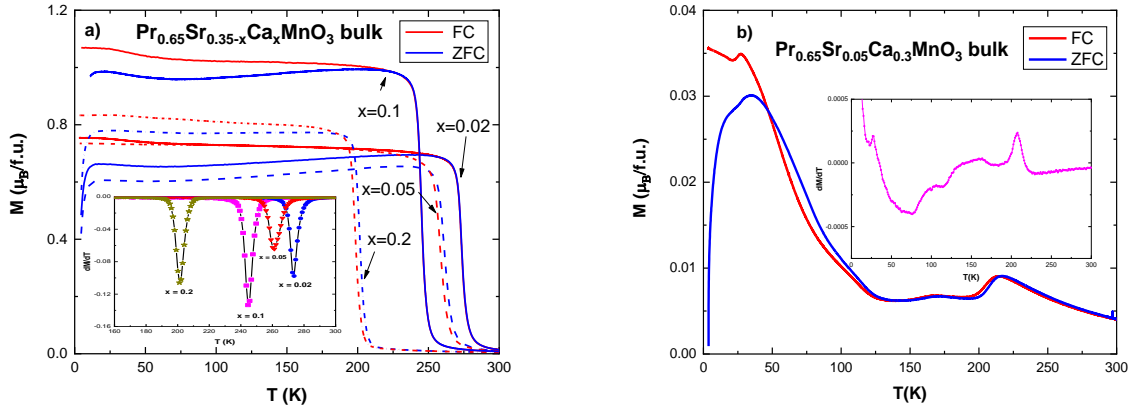 a) Pr0.65Sr0.35-xCaxMnO3 bulk
FC
ZFC
x=0.1
x=0.02
x=0.05
x=0.2
M (μB/f.u.)
1.2
0.9
0.6
0.3
0.0
0
50
100
150
200
250
300
T (K)
0.00
-0.04
-0.08
-0.12
-0.16
dM/dT
x = 0.2
x = 0.1
x = 0.05
x = 0.02
160
180
200
220
240
260
280
300
T (K)
b) Pr0.65Sr0.05Ca0.3MnO3 bulk
FC
ZFC
M (μB/f.u.)
0.04
0.03
0.02
0.01
0.00
0
50
100
150
200
250
300
T(K)
0.0005
0.0000
-0.0005
dM/dT
0
50
100
150
200
250
300
T(K)